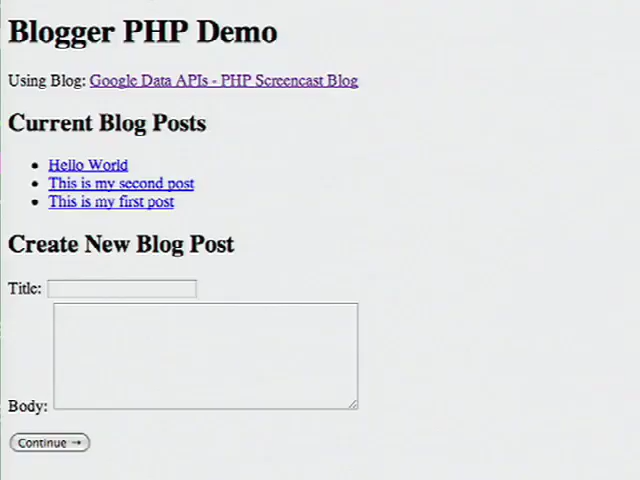 Blogger PHP Demo
Using Blog: Google Data APIs - PHP Screencast Blog
Current Blog Posts
Hello World
This is my second post
This is my first post
Create New Blog Post
Title:
Body:
Continue →